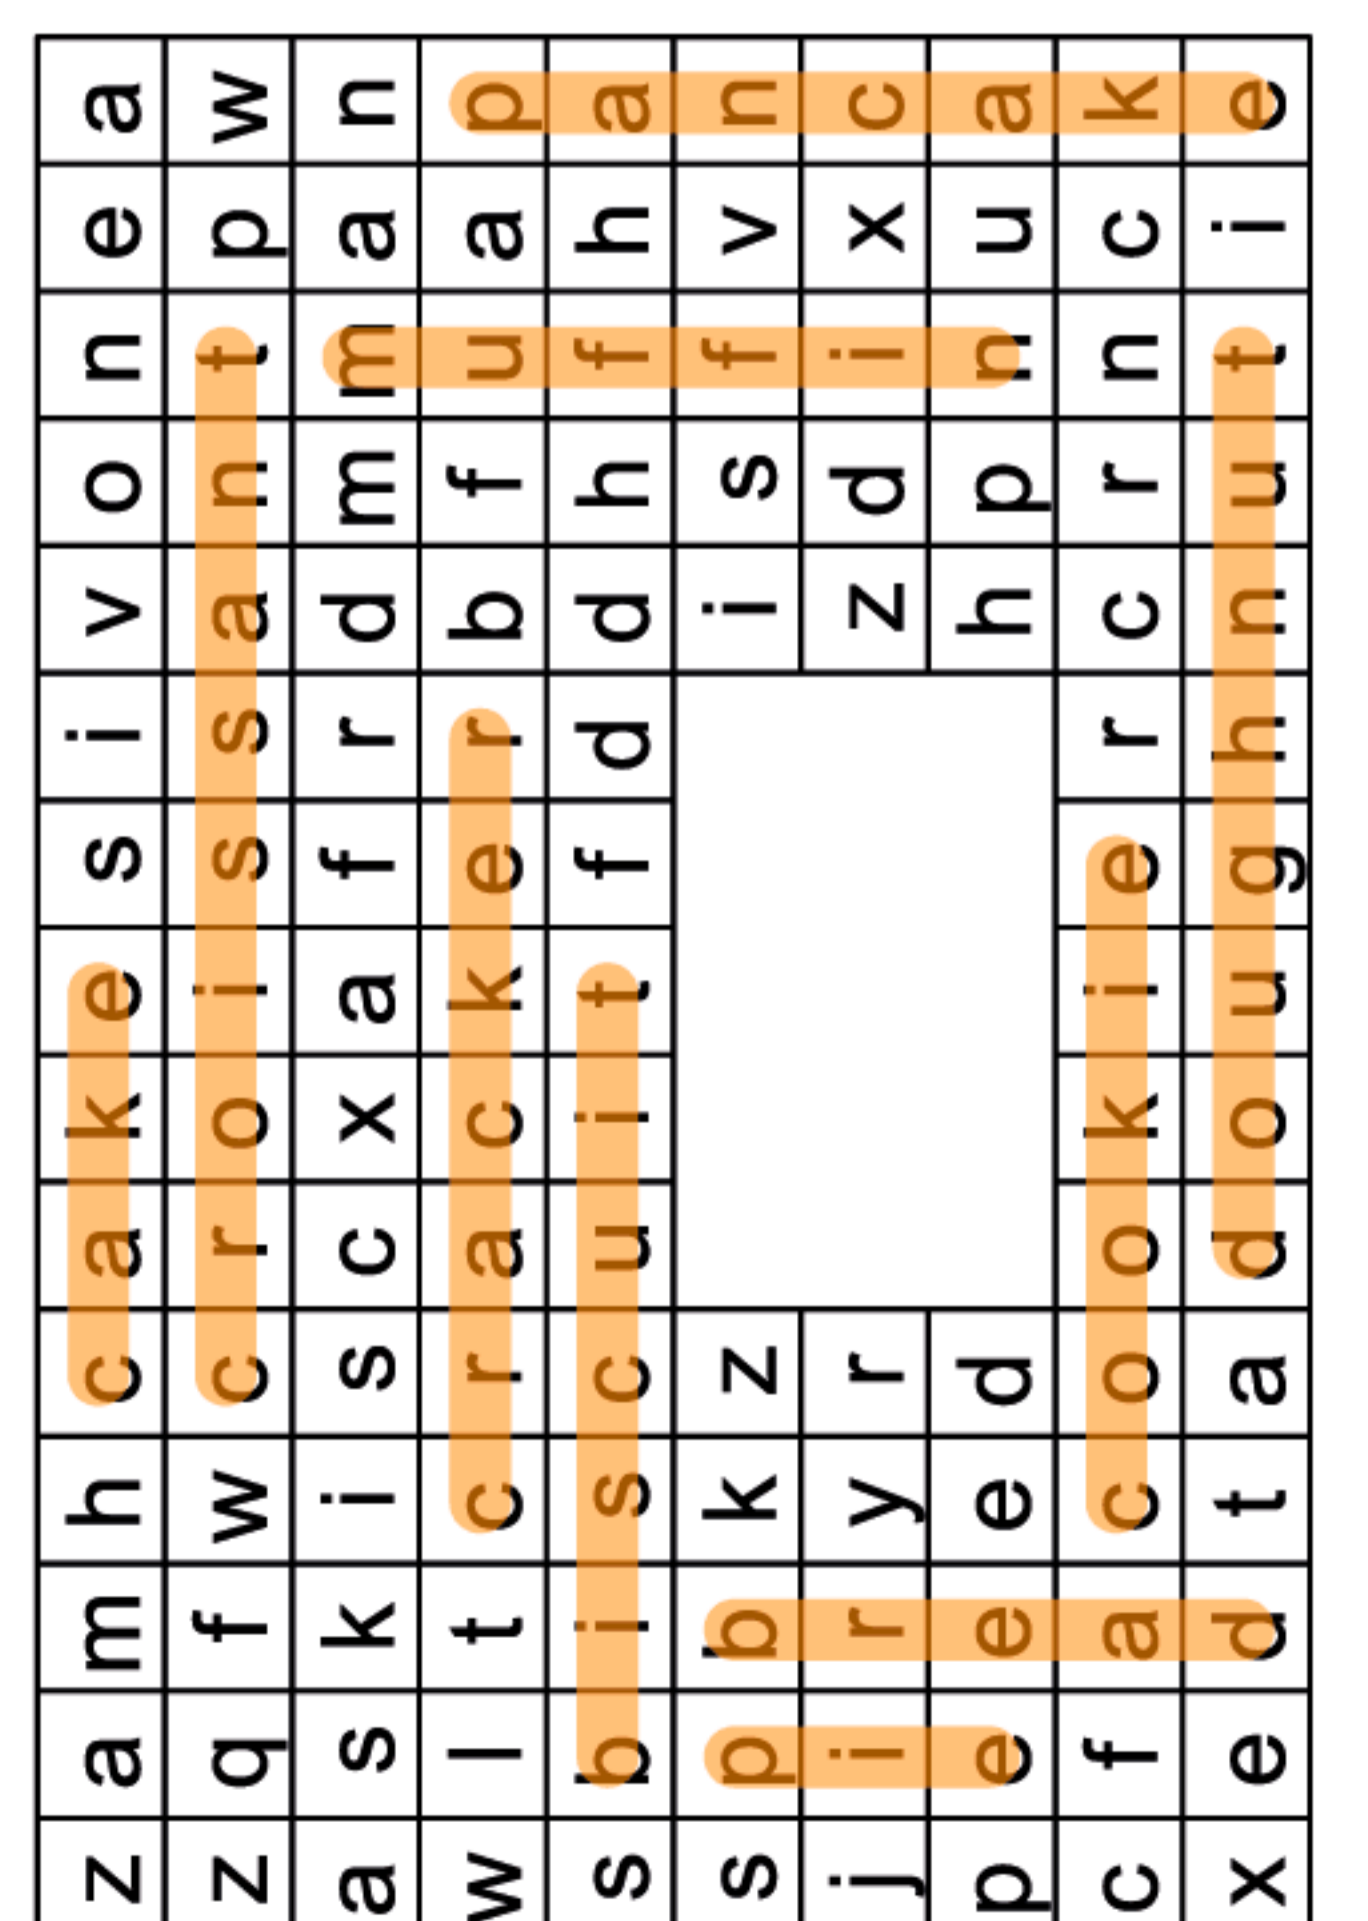 z a m h c a k e s i v o n e a
z q f w c r o i s s a n t p w
a s k i s c x a f r d m m a n
w l t c r a c k e r b f u a p
s b i s c u i t f d d h f h a
s p b k z i s f v n
j i r y r z d i x c
p e e e d h p n u a
c f a c o o k i e r c r n c k
x e d t a d o u g h n u t i e